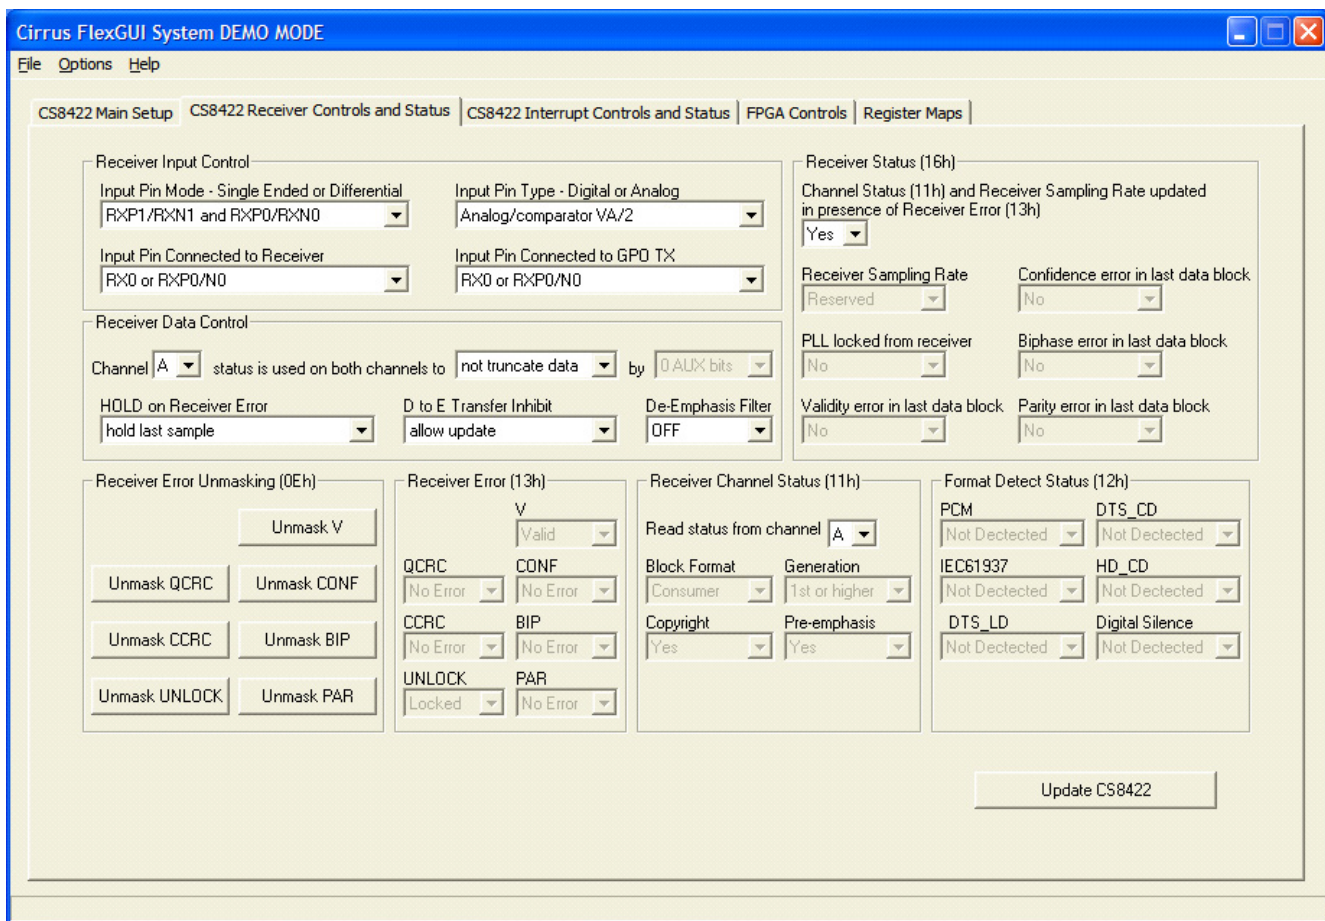 Cirrus FlexGUI System DEMO MODE
File Options Help
CS8422 Main Setup CS8422 Receiver Controls and Status CS8422 Interrupt Controls and Status FPGA Controls Register Maps
Receiver Input Control
Input Pin Mode - Single Ended or Differential Input Pin Type - Digital or Analog
RXP1/RXN1 and RXP0/RXN0 Analog/comparator VA/2
Input Pin Connected to Receiver Input Pin Connected to GPO TX
RX0 or RXP0/N0 RX0 or RXP0/N0
Receiver Data Control
Channel A status is used on both channels to not truncate data by 0 AUX bits
HOLD on Receiver Error D to E Transfer Inhibit De-Emphasis Filter
hold last sample allow update OFF
Receiver Status (16h)
Channel Status (11h) and Receiver Sampling Rate updated
in presence of Receiver Error (13h)
Yes
Receiver Sampling Rate Confidence error in last data block
Reserved No
PLL locked from receiver Biphase error in last data block
No No
Validity error in last data block Parity error in last data block
No No
Receiver Error Unmasking (0Eh)
Unmask V
Unmask QCRC Unmask CONF
Unmask CCRC Unmask BIP
Unmask UNLOCK Unmask PAR
Receiver Error (13h)
V
Valid
QCRC CONF
No Error No Error
CCRC BIP
No Error No Error
UNLOCK PAR
Locked No Error
Receiver Channel Status (11h)
Read status from channel A
Block Format Generation
Consumer 1st or higher
Copyright Pre-emphasis
Yes Yes
Format Detect Status (12h)
PCM DTS_CD
Not Dectected Not Dectected
IEC61937 HD_CD
Not Dectected Not Dectected
DTS_LD Digital Silence
Not Dectected Not Dectected
Update CS8422